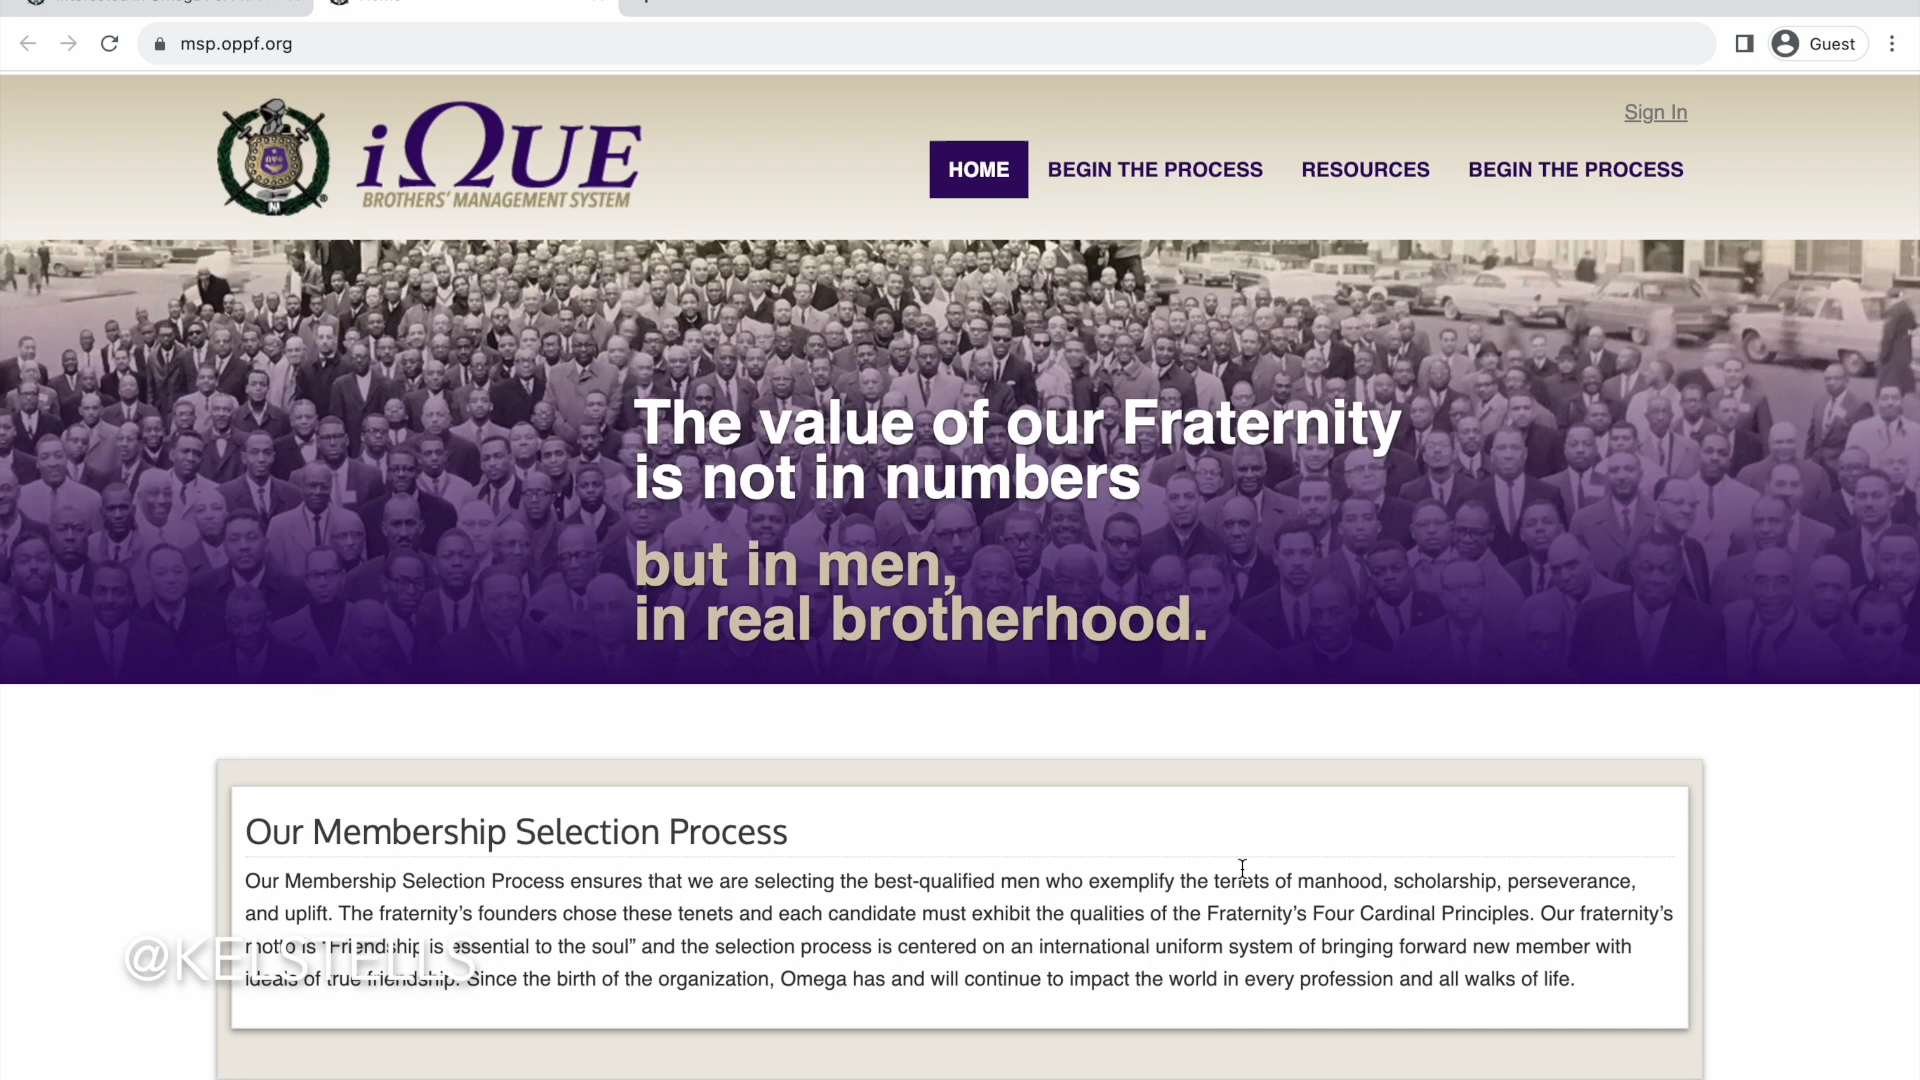 msp.oppf.org
Guest
Sign In
iΩUE
BROTHERS' MANAGEMENT SYSTEM
HOME
BEGIN THE PROCESS
RESOURCES
BEGIN THE PROCESS
The value of our Fraternity
is not in numbers
but in men,
in real brotherhood.
Our Membership Selection Process
Our Membership Selection Process ensures that we are selecting the best-qualified men who exemplify the tenets of manhood, scholarship, perseverance,
and uplift. The fraternity’s founders chose these tenets and each candidate must exhibit the qualities of the Fraternity’s Four Cardinal Principles. Our fraternity’s
motto is “Friendship is essential to the soul” and the selection process is centered on an international uniform system of bringing forward new member with
ideals of true friendship. Since the birth of the organization, Omega has and will continue to impact the world in every profession and all walks of life.
@KELSTELLS